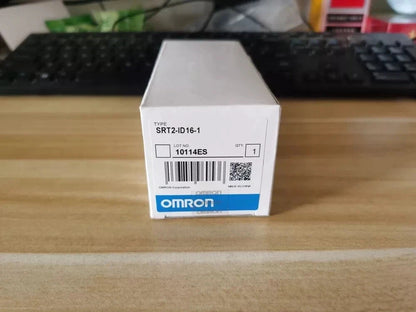 TYPE
SRT2-ID16-1
LOT NO. QTY.
10114ES 1
OMRON Corporation
OMRON